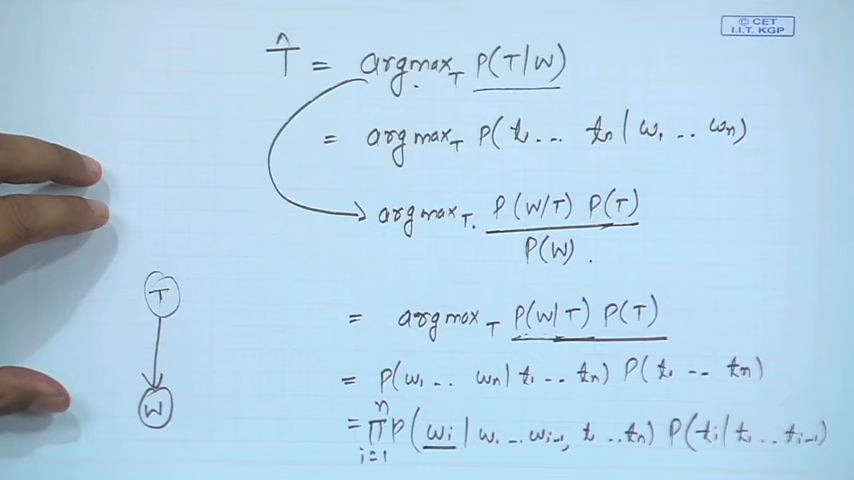 © CET
I.I.T. KGP
T̂ = argmax_T P(T|W)
= argmax_T P(t₁ ... tₙ | w₁ .. wₙ)
argmax_T. P(W/T) P(T) / P(W).
= argmax_T P(W|T) P(T)
T
= P(w₁ .. wₙ | t₁ .. tₙ) P(t₁ .. tₙ)
W
= ∏_{i=1}^{n} P(wᵢ | w₁ .. wᵢ₋₁, t₁ .. tₙ) P(tᵢ | t₁ .. tᵢ₋₁)